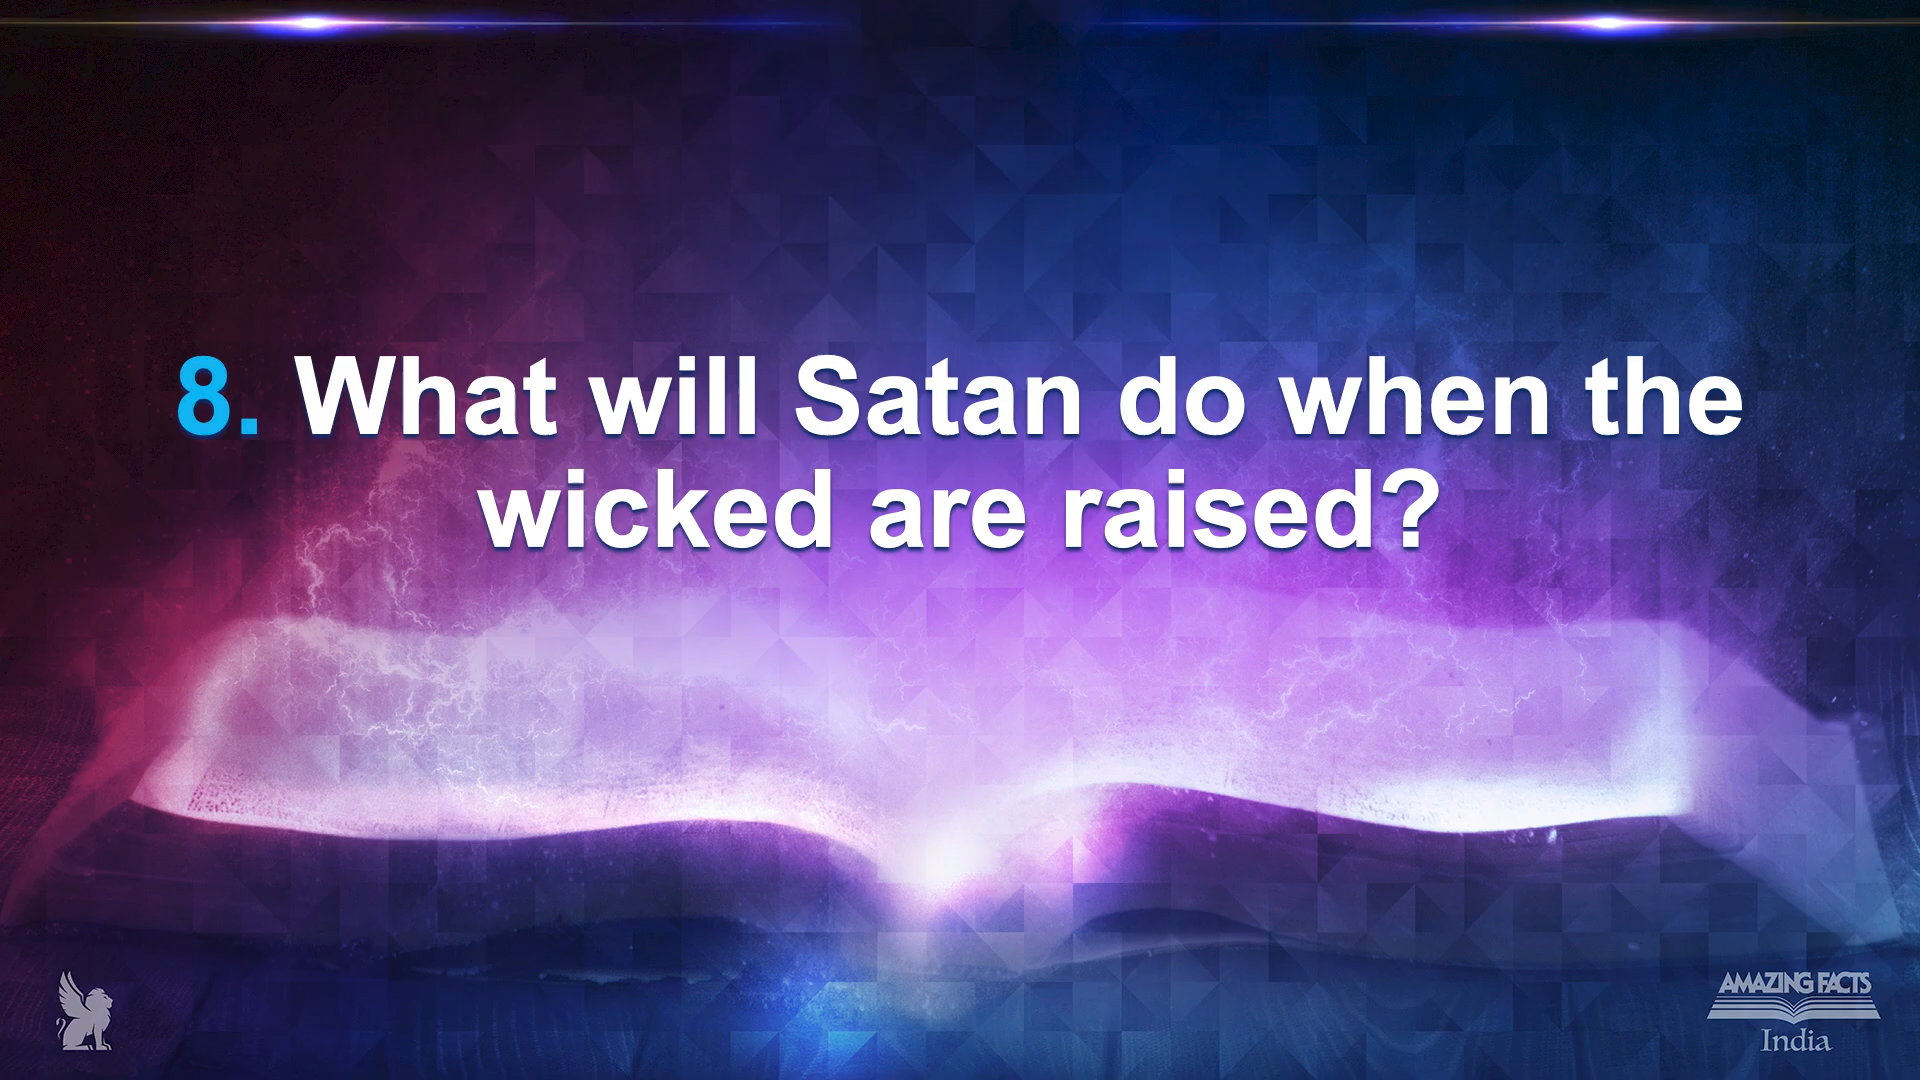 8. What will Satan do when the
wicked are raised?
AMAZING FACTS
India